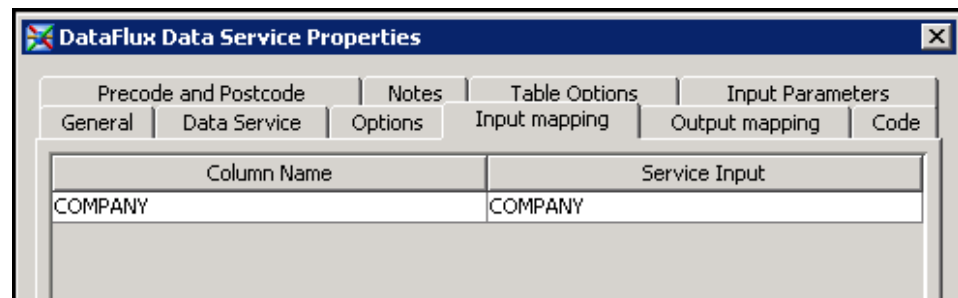 DataFlux Data Service Properties
Precode and Postcode Notes Table Options Input Parameters
General Data Service Options Input mapping Output mapping Code
Column Name Service Input
COMPANY COMPANY